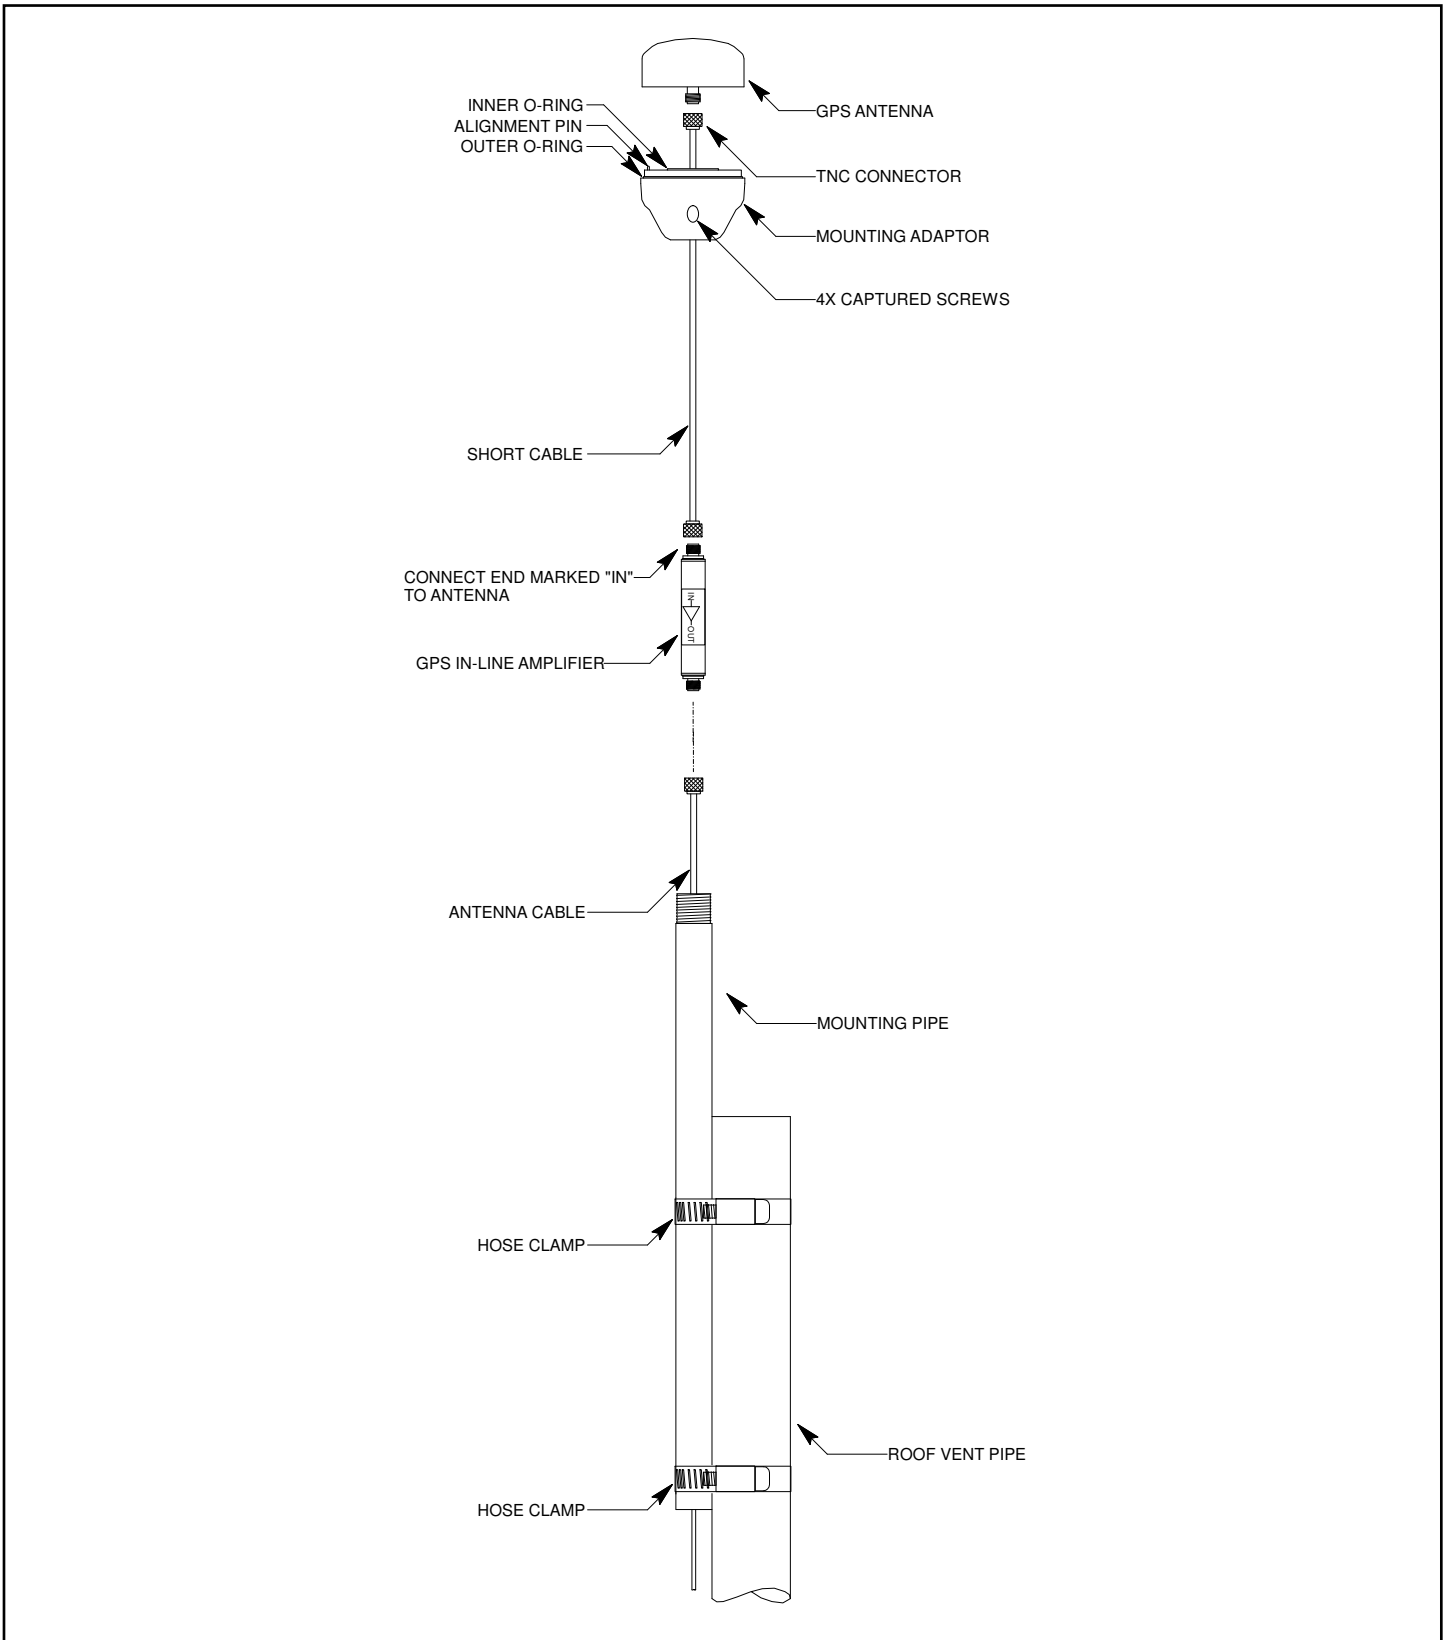 GPS ANTENNA
INNER O-RING
ALIGNMENT PIN
OUTER O-RING
TNC CONNECTOR
MOUNTING ADAPTOR
4X CAPTURED SCREWS
SHORT CABLE
CONNECT END MARKED "IN"
TO ANTENNA
IN
OUT
GPS IN-LINE AMPLIFIER
ANTENNA CABLE
MOUNTING PIPE
HOSE CLAMP
ROOF VENT PIPE
HOSE CLAMP